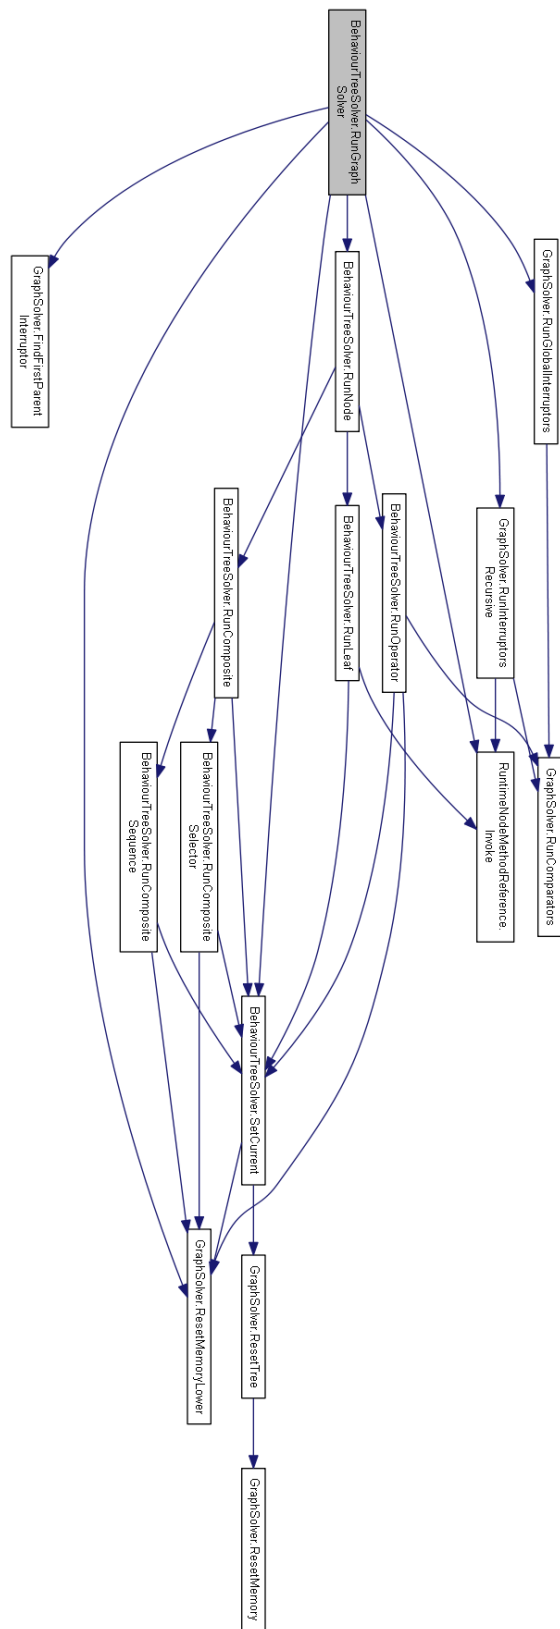 BehaviourTreeSolver.RunGraph
Solver
GraphSolver.RunGlobalInterruptors
BehaviourTreeSolver.RunNode
GraphSolver.FindFirstParent
Interruptor
BehaviourTreeSolver.RunComposite
BehaviourTreeSolver.RunOperator
BehaviourTreeSolver.RunLeaf
GraphSolver.RunInterruptors
Recursive
BehaviourTreeSolver.RunComposite
Sequence
BehaviourTreeSolver.RunComposite
Selector
RuntimeNodeMethodReference.
Invoke
GraphSolver.RunComparators
BehaviourTreeSolver.SetCurrent
GraphSolver.ResetMemoryLower
GraphSolver.ResetTree
GraphSolver.ResetMemory